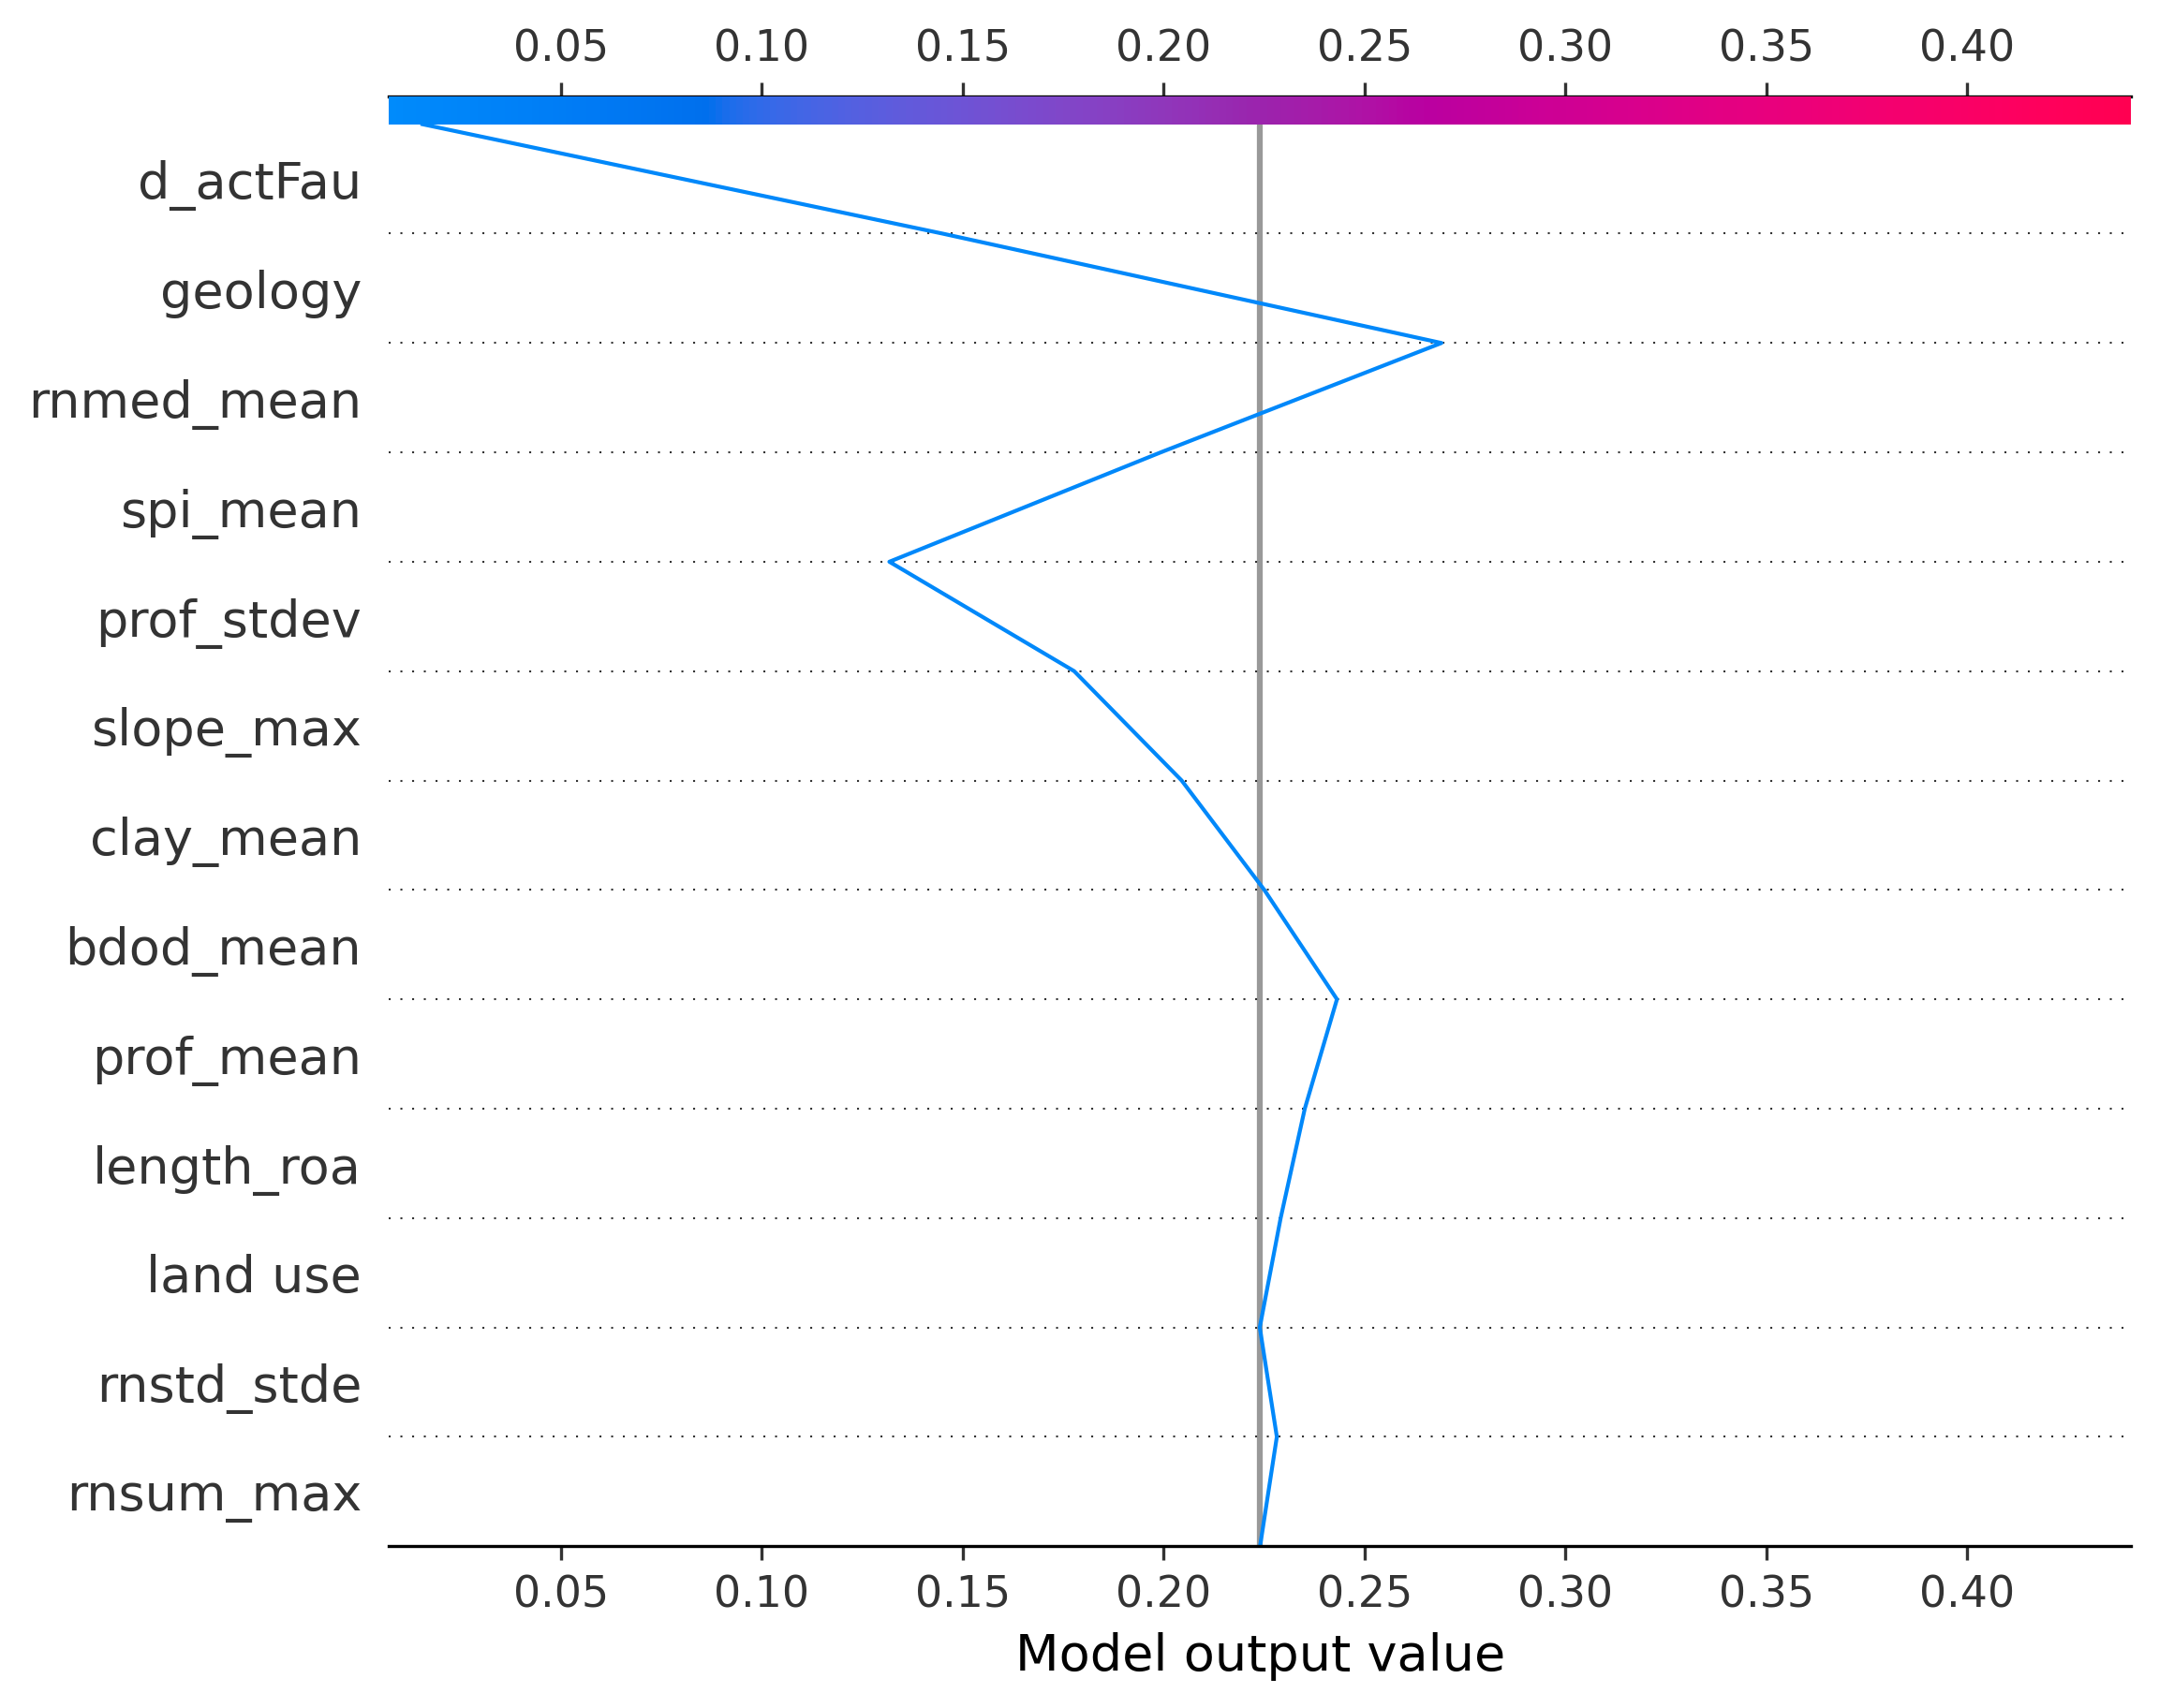 0.05 0.10 0.15 0.20 0.25 0.30 0.35 0.40
d_actFau
geology
rnmed_mean
spi_mean
prof_stdev
slope_max
clay_mean
bdod_mean
prof_mean
length_roa
land use
rnstd_stde
rnsum_max
0.05 0.10 0.15 0.20 0.25 0.30 0.35 0.40
Model output value